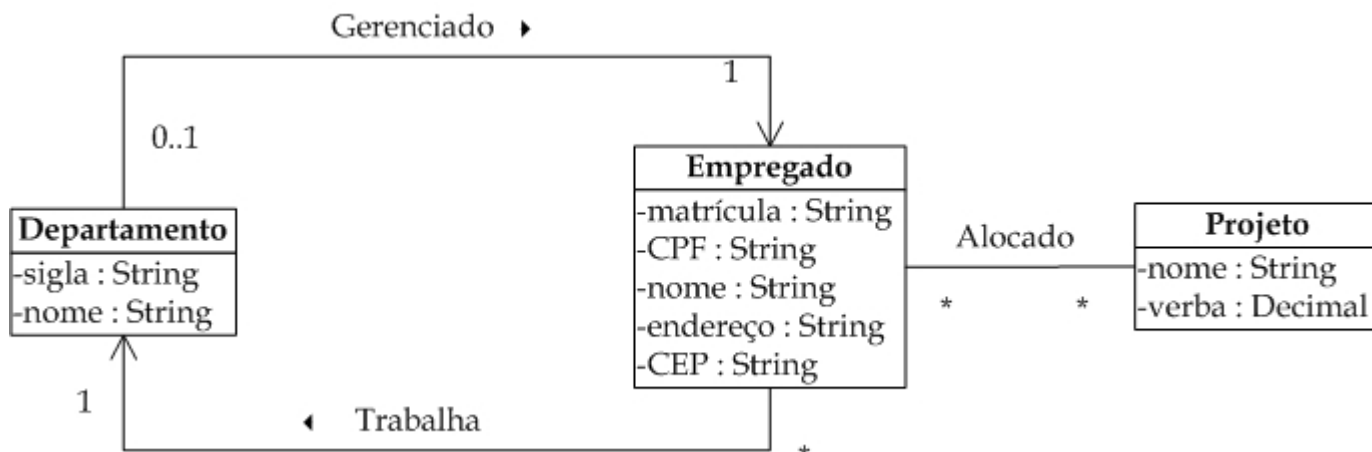 Gerenciado
1
0..1
Departamento
-sigla : String
-nome : String
Empregado
-matrícula : String
-CPF : String
-nome : String
-endereço : String
-CEP : String
Alocado
*
*
Projeto
-nome : String
-verba : Decimal
1
Trabalha
*